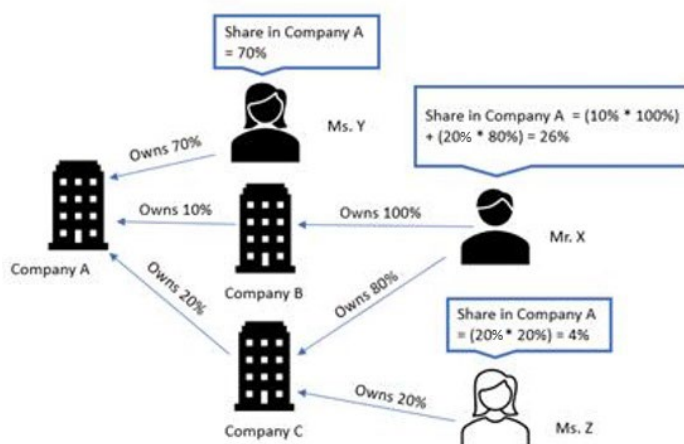 Share in Company A
= 70%
Ms. Y
Owns 70%
Share in Company A = (10% * 100%)
+ (20% * 80%) = 26%
Owns 10%
Owns 100%
Mr. X
Company A
Company B
Owns 20%
Owns 80%
Share in Company A
= (20% * 20%) = 4%
Owns 20%
Company C
Ms. Z